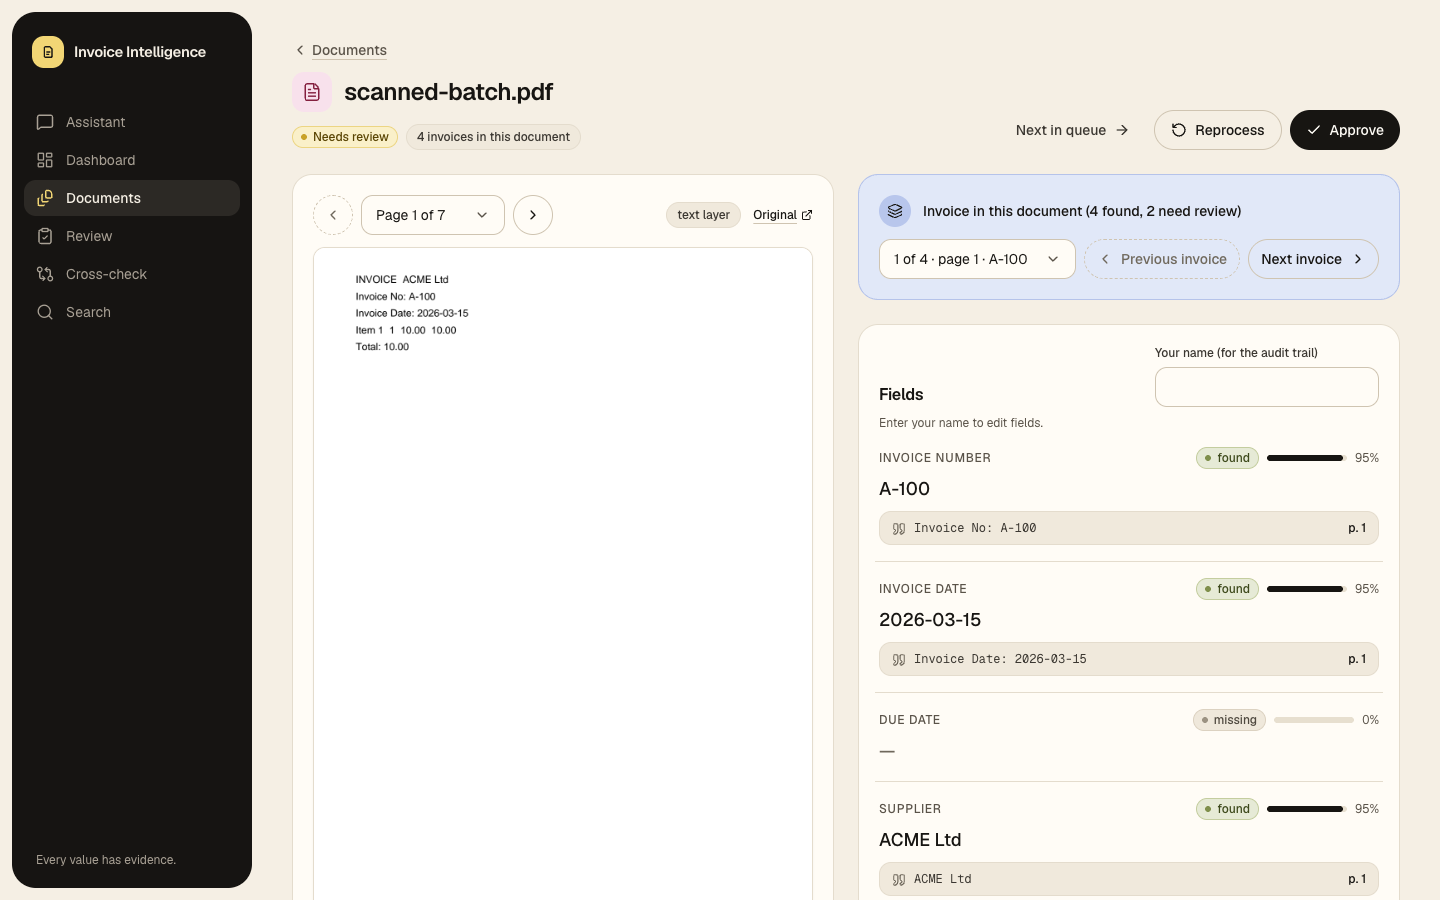 Invoice Intelligence
Assistant
Dashboard
Documents
Review
Cross-check
Search
Every value has evidence.
Documents
scanned-batch.pdf
Needs review
4 invoices in this document
Next in queue
Reprocess
Approve
Page 1 of 7
text layer
Original
INVOICE ACME Ltd
Invoice No: A-100
Invoice Date: 2026-03-15
Item 1 1 10.00 10.00
Total: 10.00
Invoice in this document (4 found, 2 need review)
1 of 4 · page 1 · A-100
Previous invoice
Next invoice
Your name (for the audit trail)
Fields
Enter your name to edit fields.
INVOICE NUMBER found 95%
A-100
Invoice No: A-100 p. 1
INVOICE DATE found 95%
2026-03-15
Invoice Date: 2026-03-15 p. 1
DUE DATE missing 0%
—
SUPPLIER found 95%
ACME Ltd
ACME Ltd p. 1